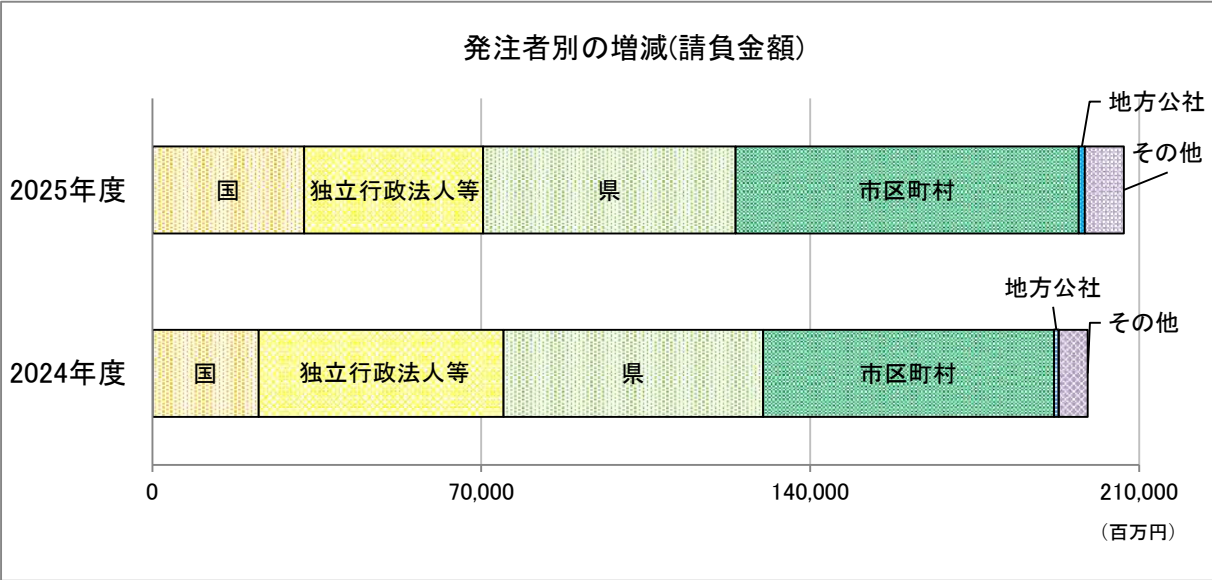 発注者別の増減(請負金額)
地方公社
その他
2025年度
国
独立行政法人等
県
市区町村
地方公社
その他
2024年度
国
独立行政法人等
県
市区町村
0
70,000
140,000
210,000
(百万円)